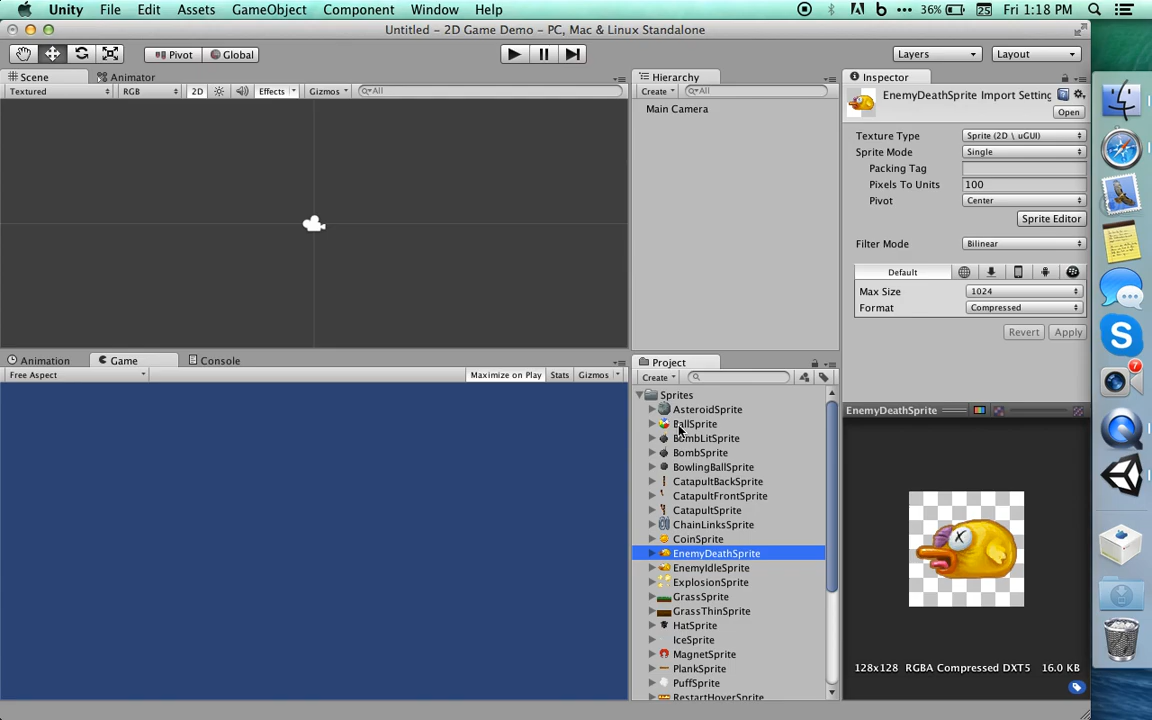 Unity File Edit Assets GameObject Component Window Help 36% 25 Fri 1:18 PM
Untitled - 2D Game Demo - PC, Mac & Linux Standalone
Pivot Global Layers Layout
Scene Animator Hierarchy Inspector
Textured RGB 2D Effects Gizmos All Create All
Main Camera
EnemyDeathSprite Import Setting
Open
Texture Type Sprite (2D \ uGUI)
Sprite Mode Single
Packing Tag
Pixels To Units 100
Pivot Center
Sprite Editor
Filter Mode Bilinear
Default
Max Size 1024
Format Compressed
Revert Apply
Animation Game Console Project
Free Aspect Maximize on Play Stats Gizmos Create
Sprites
AsteroidSprite
BallSprite
BombLitSprite
BombSprite
BowlingBallSprite
CatapultBackSprite
CatapultFrontSprite
CatapultSprite
ChainLinksSprite
CoinSprite
EnemyDeathSprite
EnemyIdleSprite
ExplosionSprite
GrassSprite
GrassThinSprite
HatSprite
IceSprite
MagnetSprite
PlankSprite
PuffSprite
RestartHoverSprite
EnemyDeathSprite
128x128 RGBA Compressed DXT5 16.0 KB
7